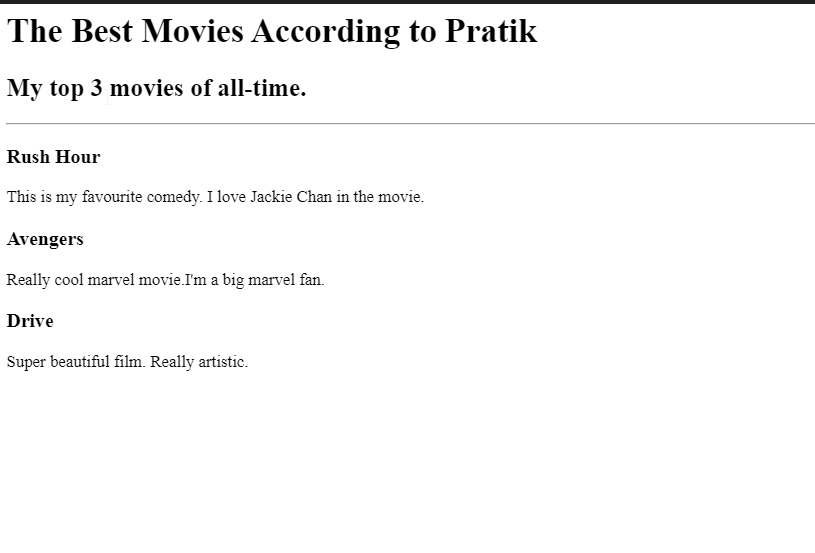 The Best Movies According to Pratik
My top 3 movies of all-time.
Rush Hour
This is my favourite comedy. I love Jackie Chan in the movie.
Avengers
Really cool marvel movie.I'm a big marvel fan.
Drive
Super beautiful film. Really artistic.